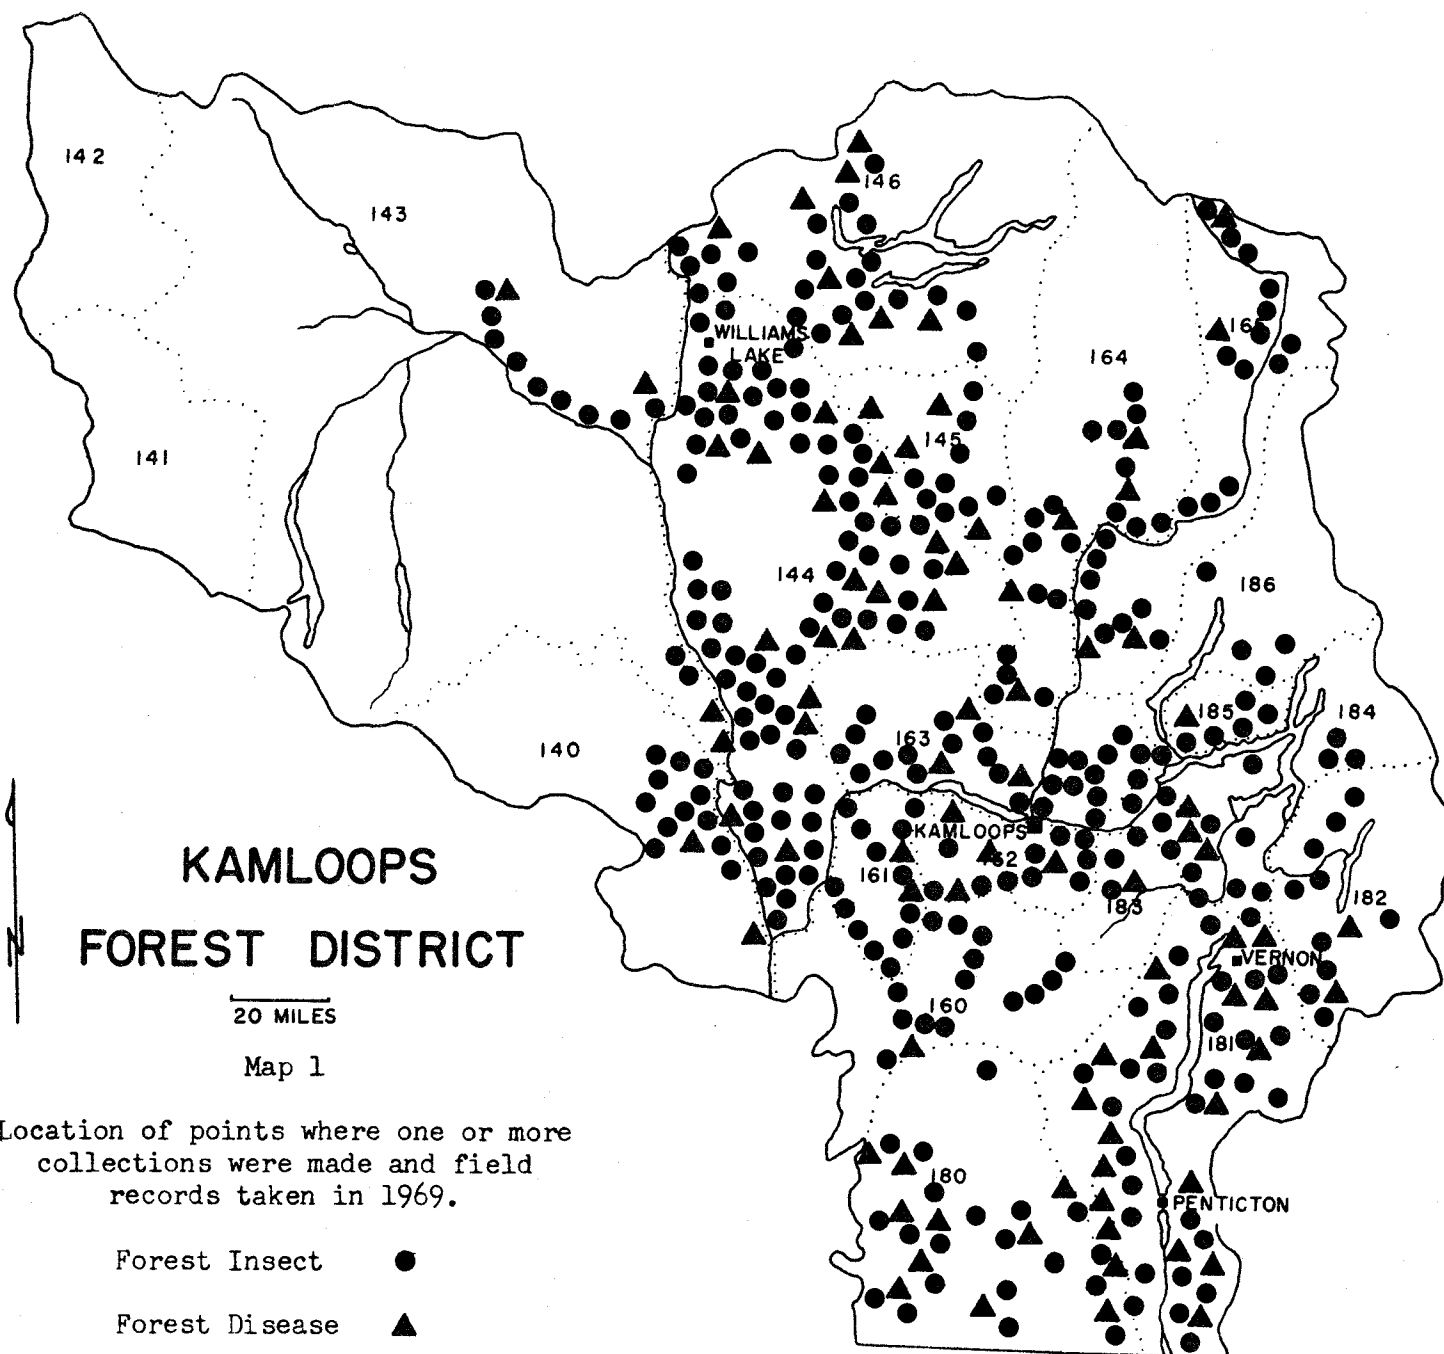 142
143
146
WILLIAMS
LAKE
164
165
145
141
144
186
140
163
185
184
KAMLOOPS
162
161
183
182
VERNON
160
181
180
PENTICTON
KAMLOOPS
FOREST DISTRICT
20 MILES
Map 1
Location of points where one or more
collections were made and field
records taken in 1969.
Forest Insect
Forest Disease
N